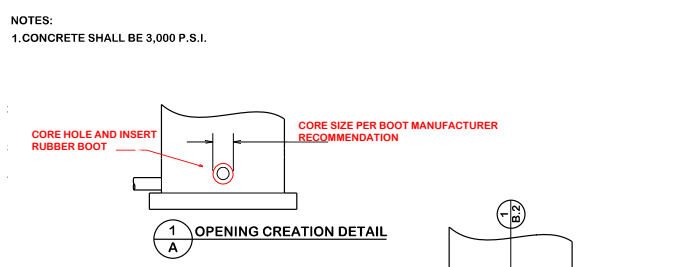 NOTES:
1.CONCRETE SHALL BE 3,000 P.S.I.
CORE HOLE AND INSERT
RUBBER BOOT
CORE SIZE PER BOOT MANUFACTURER
RECOMMENDATION
1
A
OPENING CREATION DETAIL
1
B.2